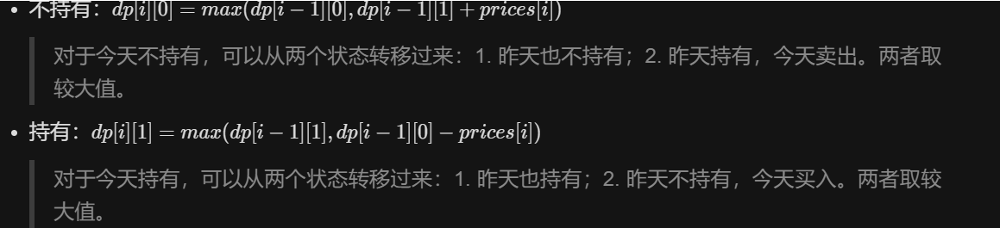 • 不持有：dp[i][0] = max(dp[i − 1][0], dp[i − 1][1] + prices[i])
对于今天不持有，可以从两个状态转移过来：1. 昨天也不持有；2. 昨天持有，今天卖出。两者取
较大值。
• 持有：dp[i][1] = max(dp[i − 1][1], dp[i − 1][0] − prices[i])
对于今天持有，可以从两个状态转移过来：1. 昨天也持有；2. 昨天不持有，今天买入。两者取较
大值。